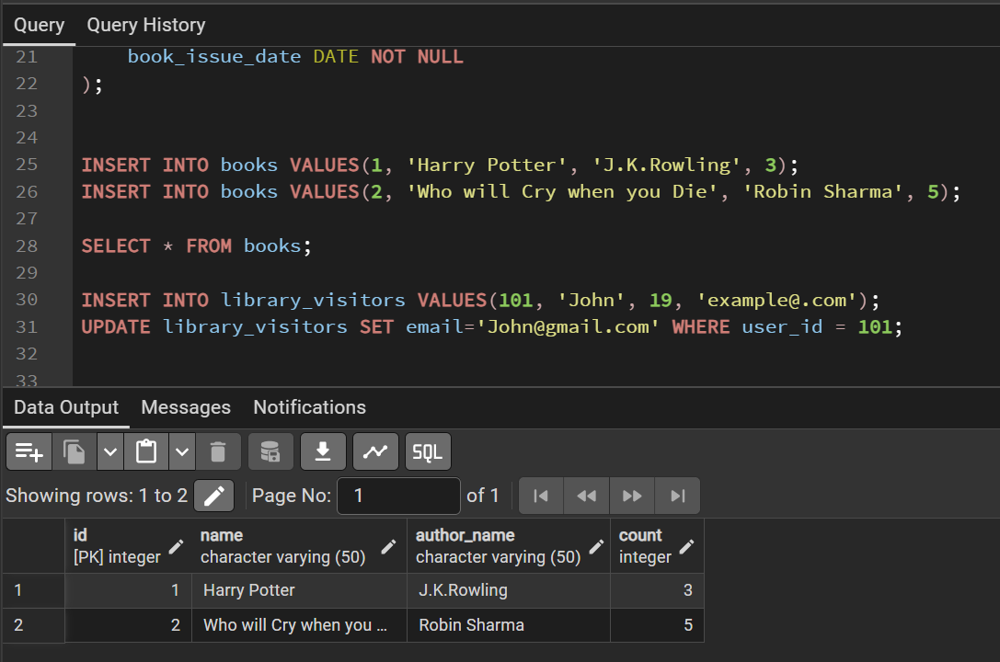 Query Query History
21 book_issue_date DATE NOT NULL
22 );
23
24
25 INSERT INTO books VALUES(1, 'Harry Potter', 'J.K.Rowling', 3);
26 INSERT INTO books VALUES(2, 'Who will Cry when you Die', 'Robin Sharma', 5);
27
28 SELECT * FROM books;
29
30 INSERT INTO library_visitors VALUES(101, 'John', 19, 'example@.com');
31 UPDATE library_visitors SET email='John@gmail.com' WHERE user_id = 101;
32
33
Data Output Messages Notifications
SQL
Showing rows: 1 to 2 Page No: 1 of 1
id name author_name count
[PK] integer character varying (50) character varying (50) integer
1 1 Harry Potter J.K.Rowling 3
2 2 Who will Cry when you … Robin Sharma 5